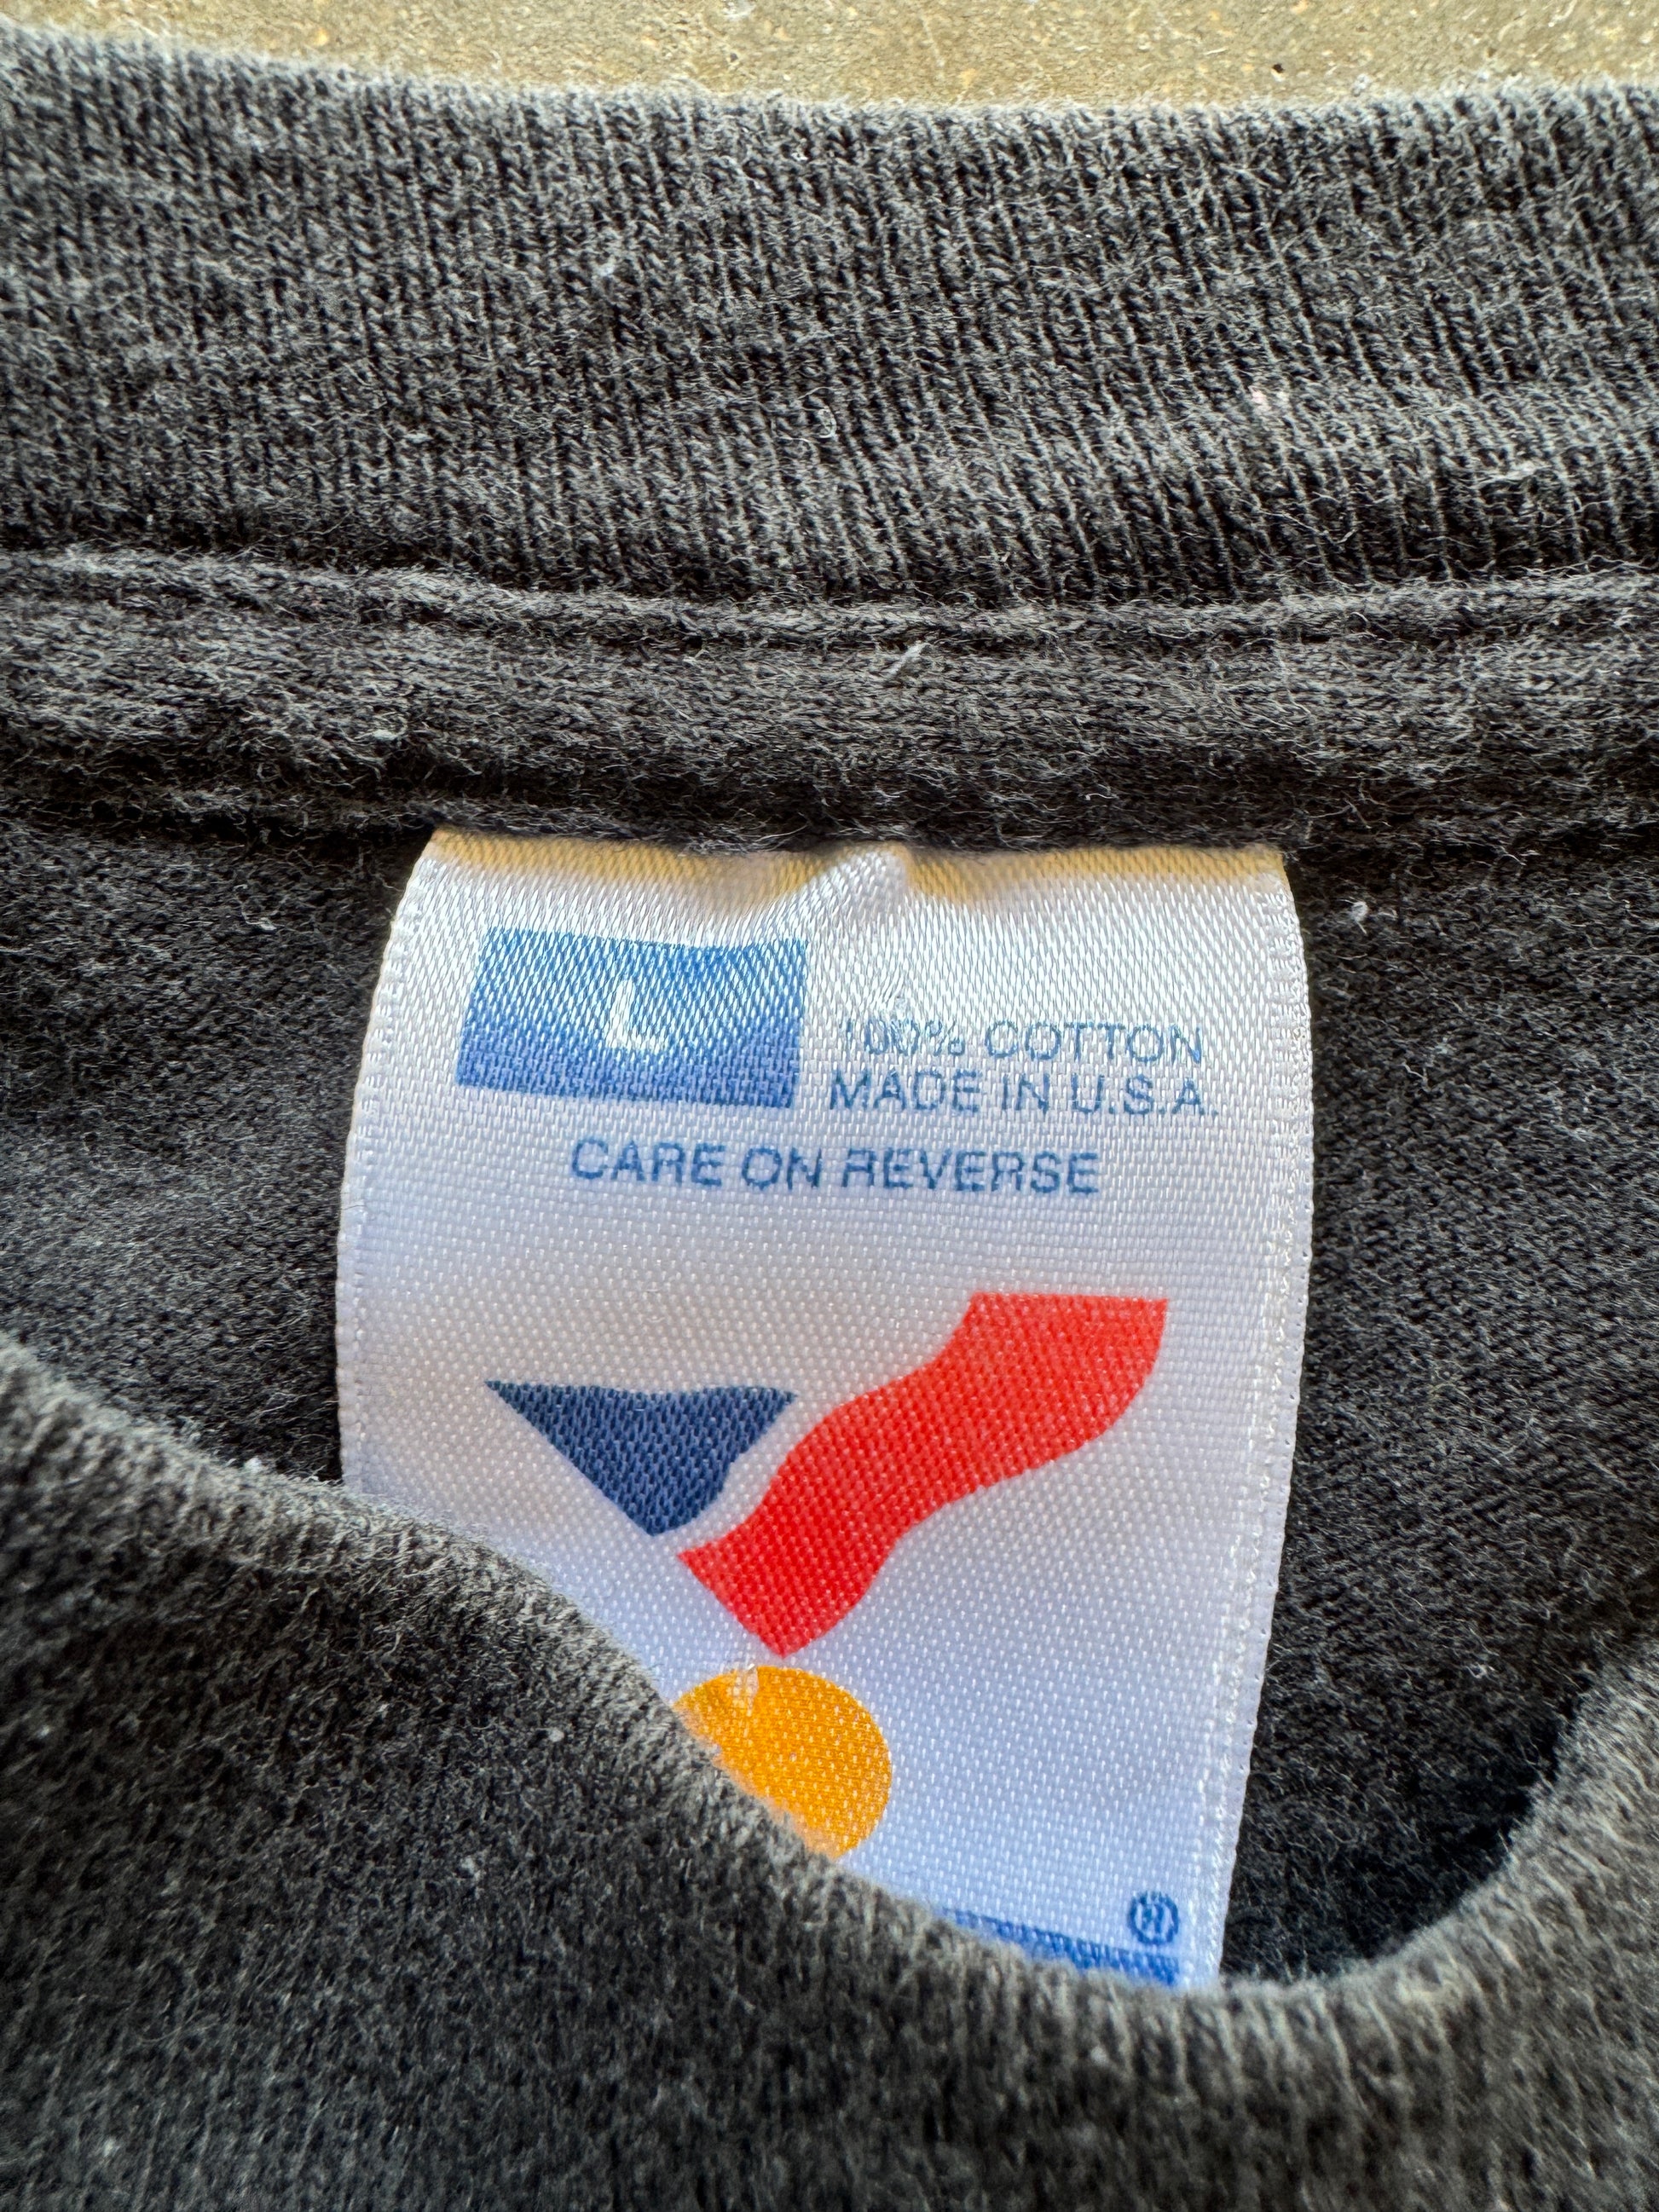 L
100% COTTON
MADE IN U.S.A.
CARE ON REVERSE
®